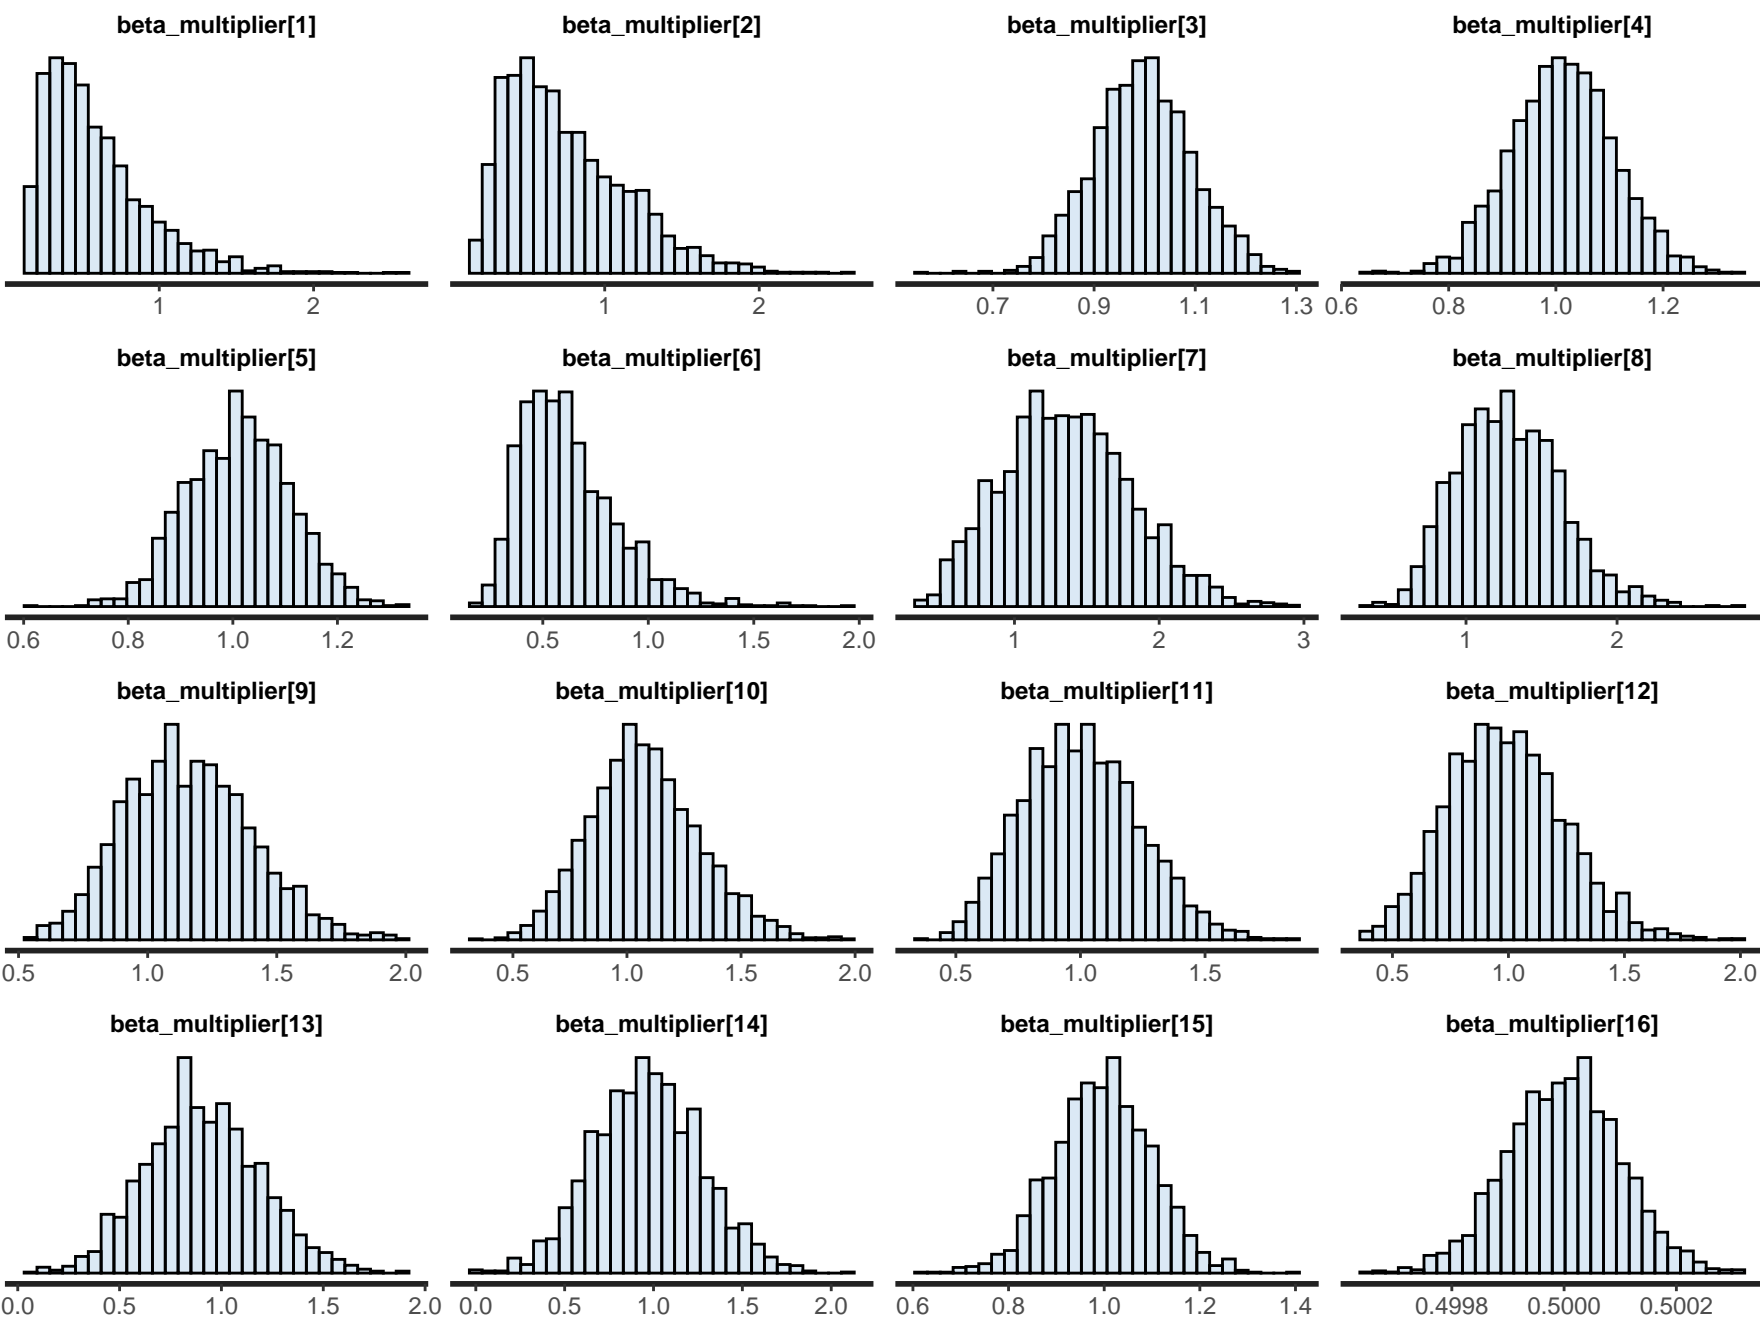 beta_multiplier[1] beta_multiplier[2] beta_multiplier[3] beta_multiplier[4]
1 2 1 2 0.7 0.9 1.1 1.3 0.6 0.8 1.0 1.2
beta_multiplier[5] beta_multiplier[6] beta_multiplier[7] beta_multiplier[8]
0.6 0.8 1.0 1.2 0.5 1.0 1.5 2.0 1 2 3 1 2
beta_multiplier[9] beta_multiplier[10] beta_multiplier[11] beta_multiplier[12]
0.5 1.0 1.5 2.0 0.5 1.0 1.5 2.0 0.5 1.0 1.5 0.5 1.0 1.5 2.0
beta_multiplier[13] beta_multiplier[14] beta_multiplier[15] beta_multiplier[16]
0.0 0.5 1.0 1.5 2.0 0.0 0.5 1.0 1.5 2.0 0.6 0.8 1.0 1.2 1.4 0.4998 0.5000 0.5002